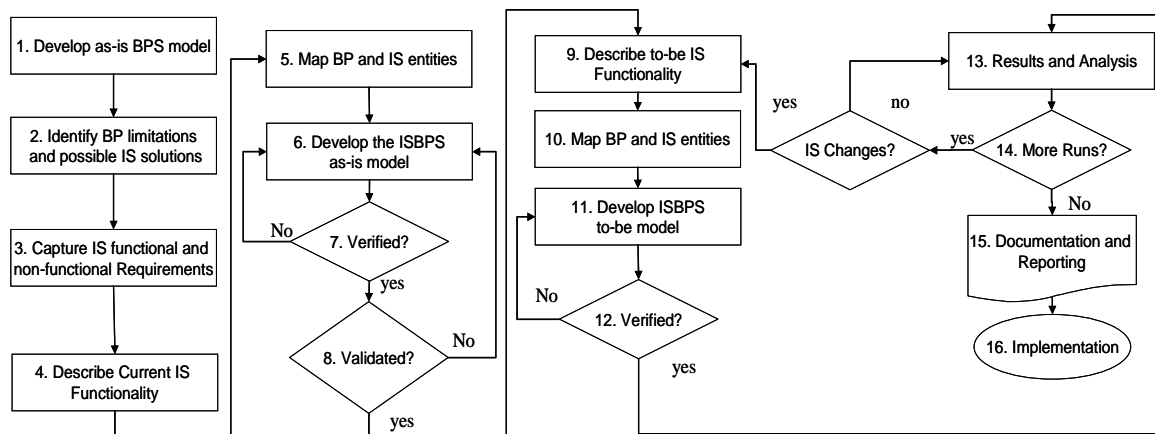 1. Develop as-is BPS model
2. Identify BP limitations
and possible IS solutions
3. Capture IS functional and
non-functional Requirements
4. Describe Current IS
Functionality
5. Map BP and IS entities
6. Develop the ISBPS
as-is model
No
7. Verified?
yes
8. Validated?
No
yes
9. Describe to-be IS
Functionality
10. Map BP and IS entities
11. Develop ISBPS
to-be model
No
12. Verified?
yes
13. Results and Analysis
yes
no
IS Changes?
yes
14. More Runs?
No
15. Documentation and
Reporting
16. Implementation